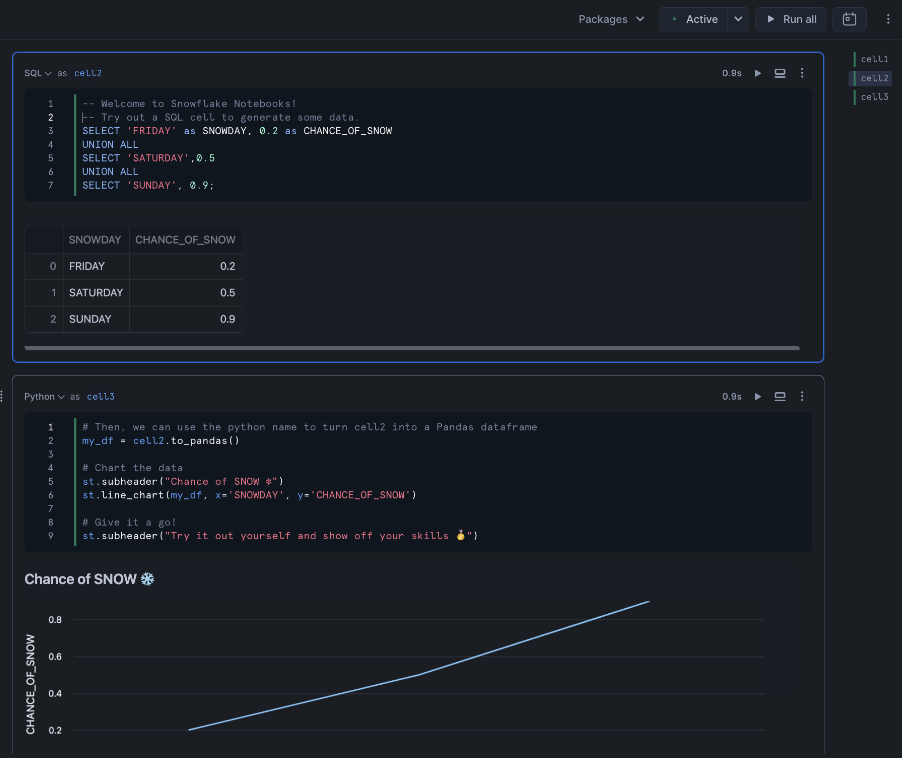 Packages Active Run all
cell1
cell2
cell3
SQL as cell2 0.9s
1 -- Welcome to Snowflake Notebooks!
2 -- Try out a SQL cell to generate some data.
3 SELECT 'FRIDAY' as SNOWDAY, 0.2 as CHANCE_OF_SNOW
4 UNION ALL
5 SELECT 'SATURDAY',0.5
6 UNION ALL
7 SELECT 'SUNDAY', 0.9;
SNOWDAY CHANCE_OF_SNOW
0 FRIDAY 0.2
1 SATURDAY 0.5
2 SUNDAY 0.9
Python as cell3 0.9s
1 # Then, we can use the python name to turn cell2 into a Pandas dataframe
2 my_df = cell2.to_pandas()
3
4 # Chart the data
5 st.subheader("Chance of SNOW ❄")
6 st.line_chart(my_df, x='SNOWDAY', y='CHANCE_OF_SNOW')
7
8 # Give it a go!
9 st.subheader("Try it out yourself and show off your skills 🥇")
Chance of SNOW ❄️
CHANCE_OF_SNOW
0.8
0.6
0.4
0.2